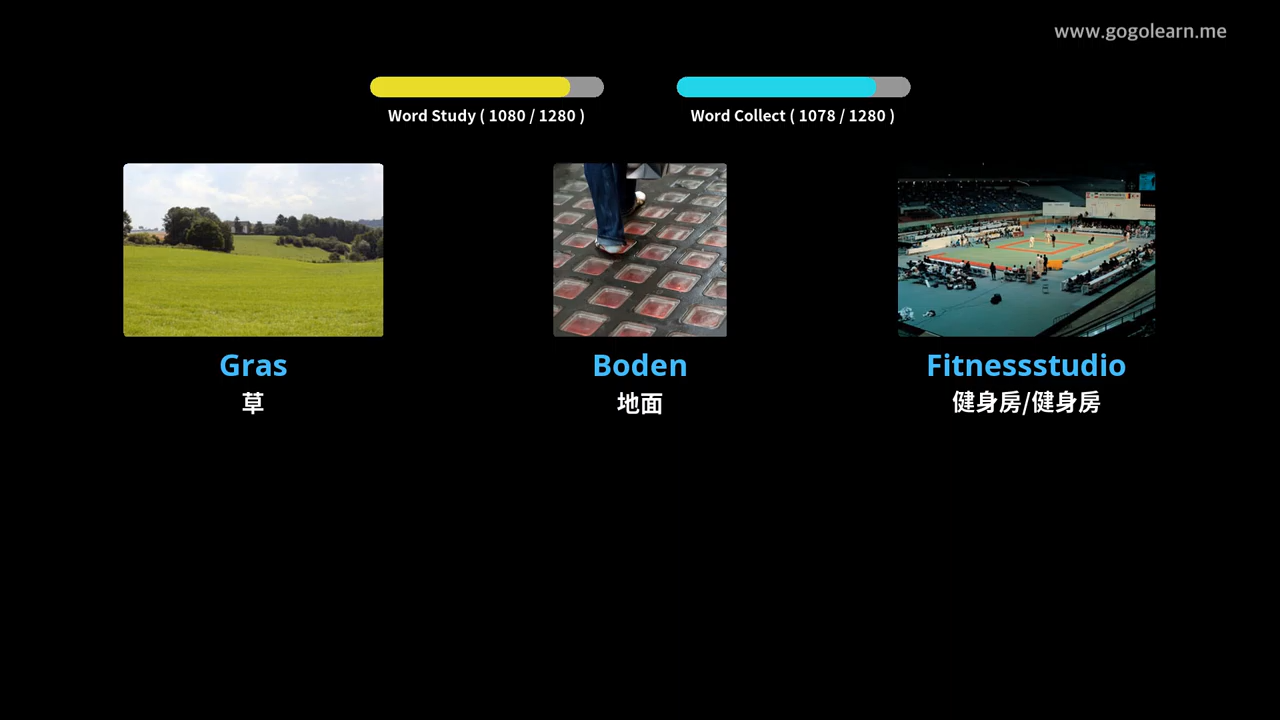 www.gogolearn.me
Word Study ( 1080 / 1280 )
Word Collect ( 1078 / 1280 )
Gras
Boden
Fitnessstudio
草
地面
健身房/健身房